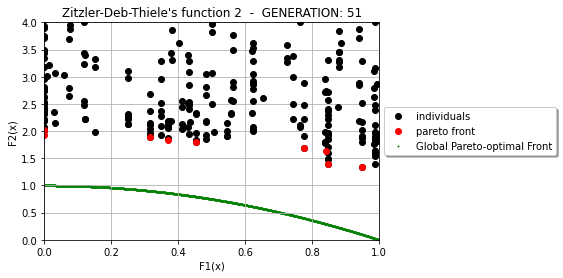 Zitzler-Deb-Thiele's function 2 - GENERATION: 51
4.0
3.5
3.0
2.5
2.0
1.5
1.0
0.5
0.0
F2(x)
0.0 0.2 0.4 0.6 0.8 1.0
F1(x)
individuals
pareto front
Global Pareto-optimal Front